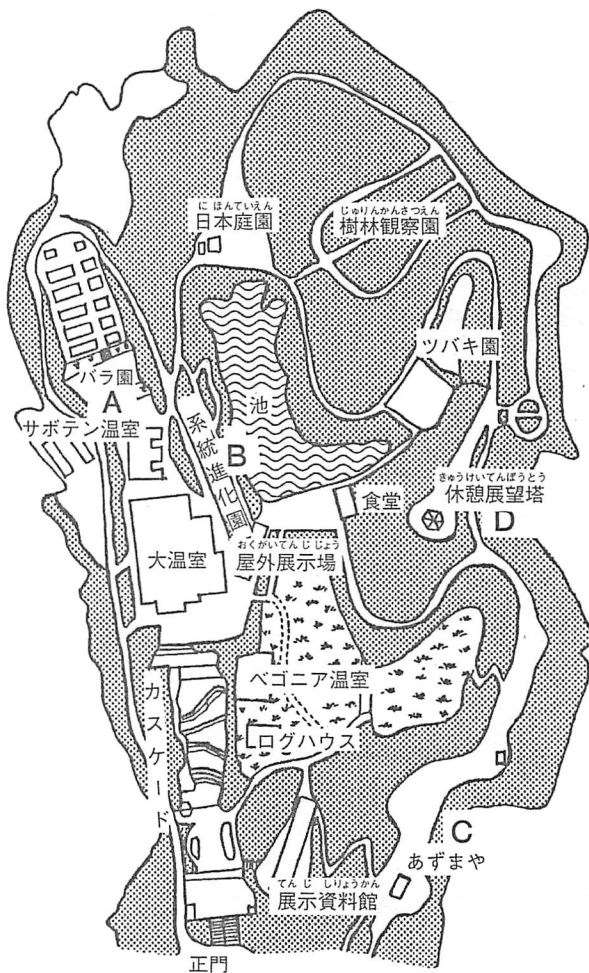 にほんていえん
日本庭園
じゅりんかんさつえん
樹林観察園
ツバキ園
バラ園
A
サボテン温室
池
系統進化園
B
食堂
きゅうけいてんぼうとう
休憩展望塔
D
おくがいてんじじょう
屋外展示場
大温室
ベゴニア温室
ログハウス
カスケード
C
あずまや
てんじしりょうかん
展示資料館
正門